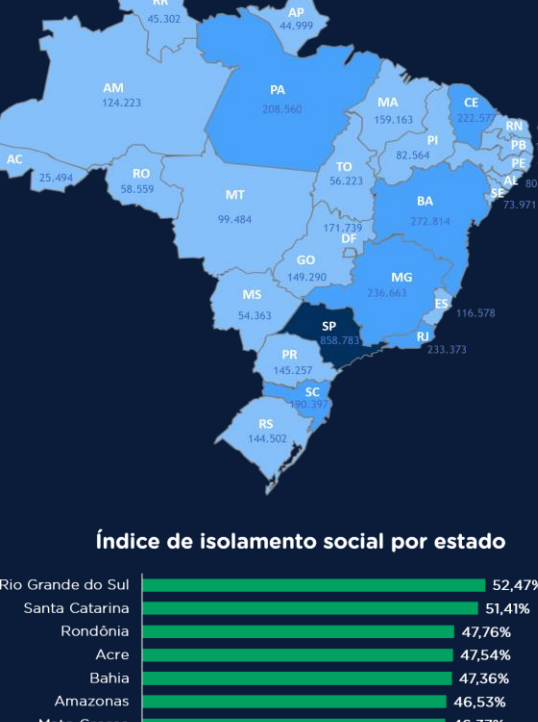 RR
45.302
AP
44.999
AM
124.223
PA
208.560
MA
159.163
CE
RN
PB
PE
AL
SE
73.971
PI
82.564
AC
25.494
RO
58.559
TO
56.223
BA
272.814
MT
99.484
171.739
DF
GO
149.290
MG
236.663
MS
54.363
ES
116.578
SP
858.783
RJ
233.373
PR
145.257
SC
190.397
RS
144.502
Índice de isolamento social por estado
Rio Grande do Sul 52,47%
Santa Catarina 51,41%
Rondônia 47,76%
Acre 47,54%
Bahia 47,36%
Amazonas 46,53%